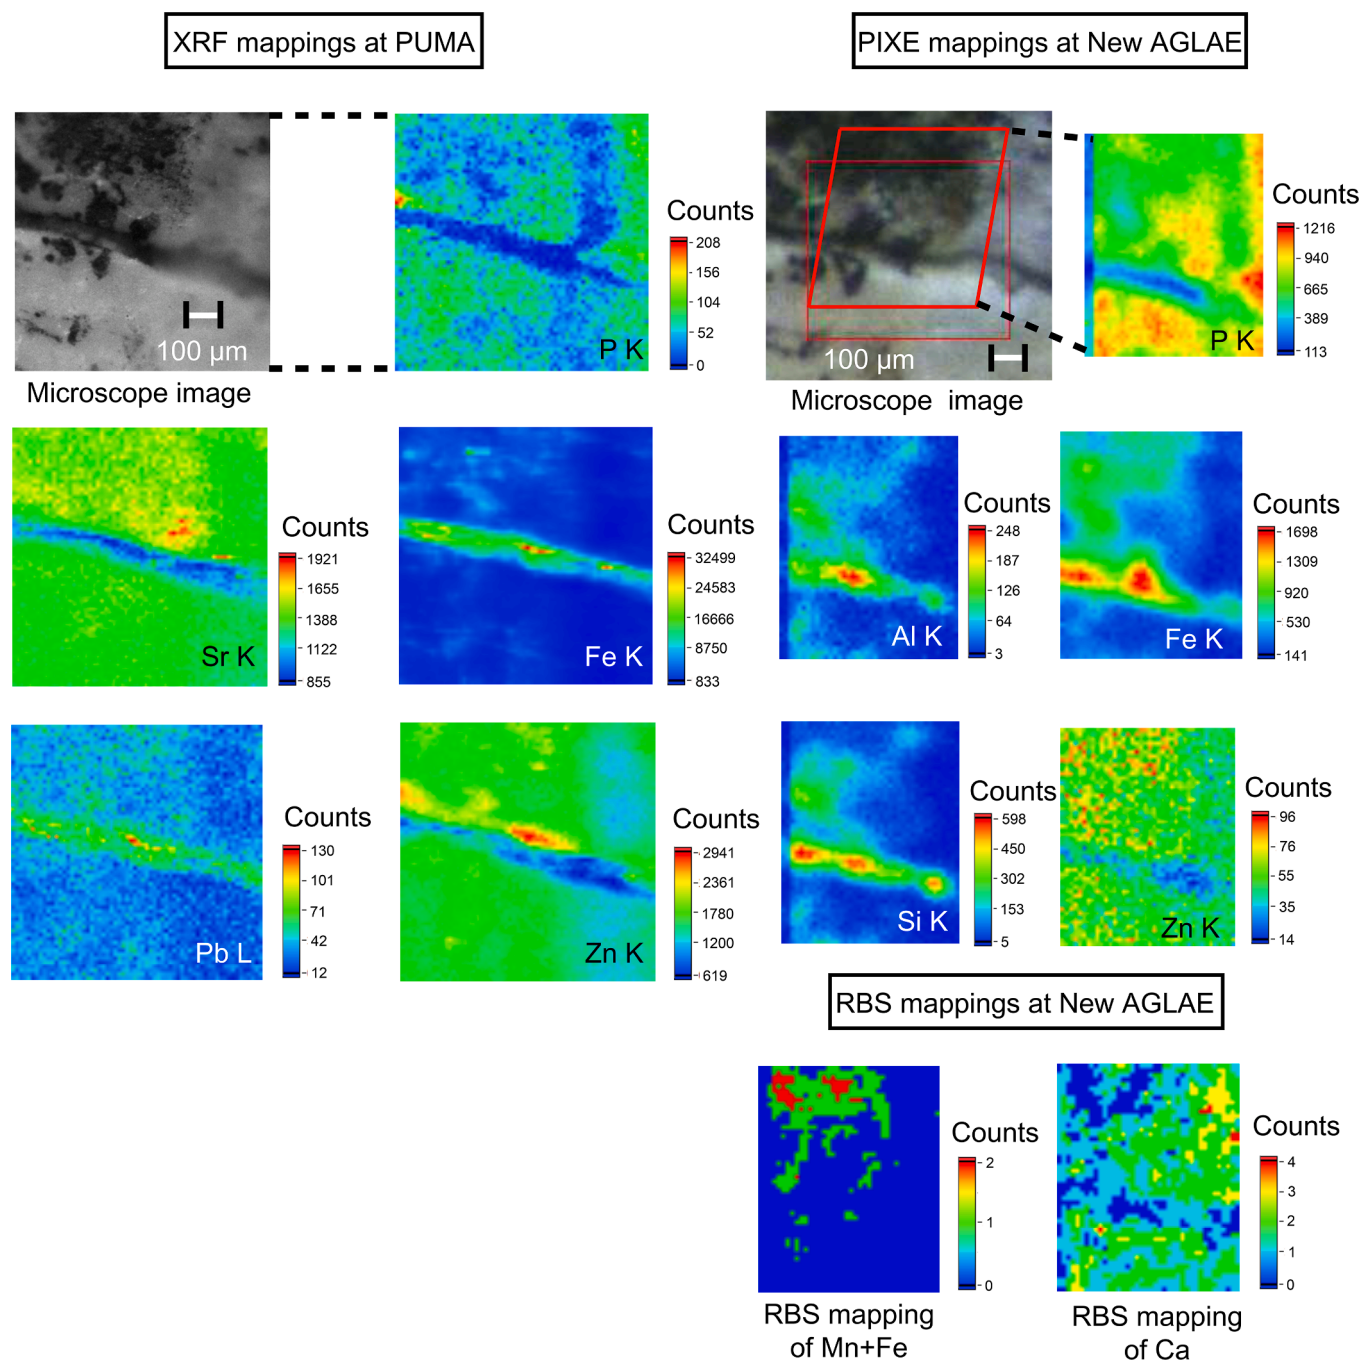 XRF mappings at PUMA
PIXE mappings at New AGLAE
100 µm
Microscope image
P K
Counts
208
156
104
52
0
100 µm
Microscope image
P K
Counts
1216
940
665
389
113
Sr K
Counts
1921
1655
1388
1122
855
Fe K
Counts
32499
24583
16666
8750
833
Al K
Counts
248
187
126
64
3
Fe K
Counts
1698
1309
920
530
141
Pb L
Counts
130
101
71
42
12
Zn K
Counts
2941
2361
1780
1200
619
Si K
Counts
598
450
302
153
5
Zn K
Counts
96
76
55
35
14
RBS mappings at New AGLAE
Counts
2
1
0
RBS mapping
of Mn+Fe
Counts
4
3
2
1
0
RBS mapping
of Ca